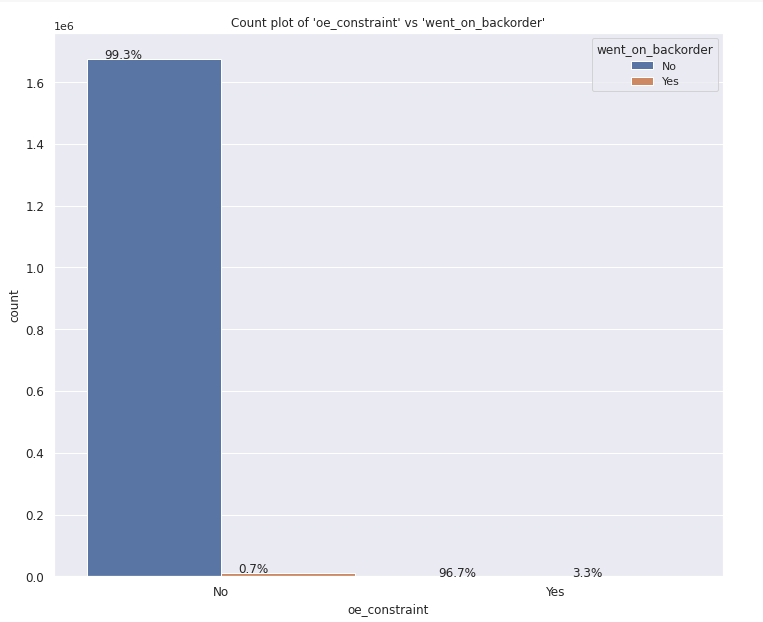 Count plot of 'oe_constraint' vs 'went_on_backorder'
1e6
99.3%
went_on_backorder
No
Yes
1.6
1.4
1.2
1.0
count
0.8
0.6
0.4
0.2
0.7%
96.7%
3.3%
0.0
No
Yes
oe_constraint